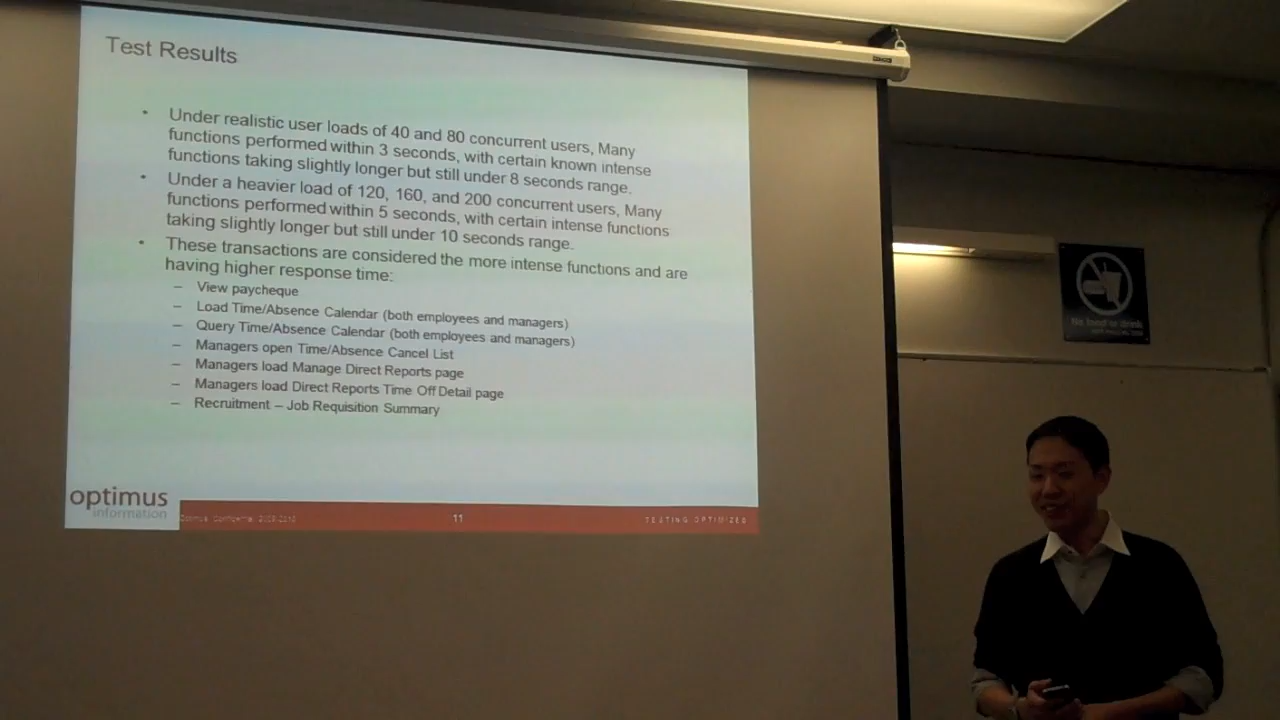 Test Results
• Under realistic user loads of 40 and 80 concurrent users, Many
functions performed within 3 seconds, with certain known intense
functions taking slightly longer but still under 8 seconds range.
• Under a heavier load of 120, 160, and 200 concurrent users, Many
functions performed within 5 seconds, with certain intense functions
taking slightly longer but still under 10 seconds range.
• These transactions are considered the more intense functions and are
having higher response time:
– View paycheque
– Load Time/Absence Calendar (both employees and managers)
– Query Time/Absence Calendar (both employees and managers)
– Managers open Time/Absence Cancel List
– Managers load Manage Direct Reports page
– Managers load Direct Reports Time Off Detail page
– Recruitment – Job Requisition Summary
optimus
information
Optimus Confidential
11
TESTING OPTIMIZED
No food or drink